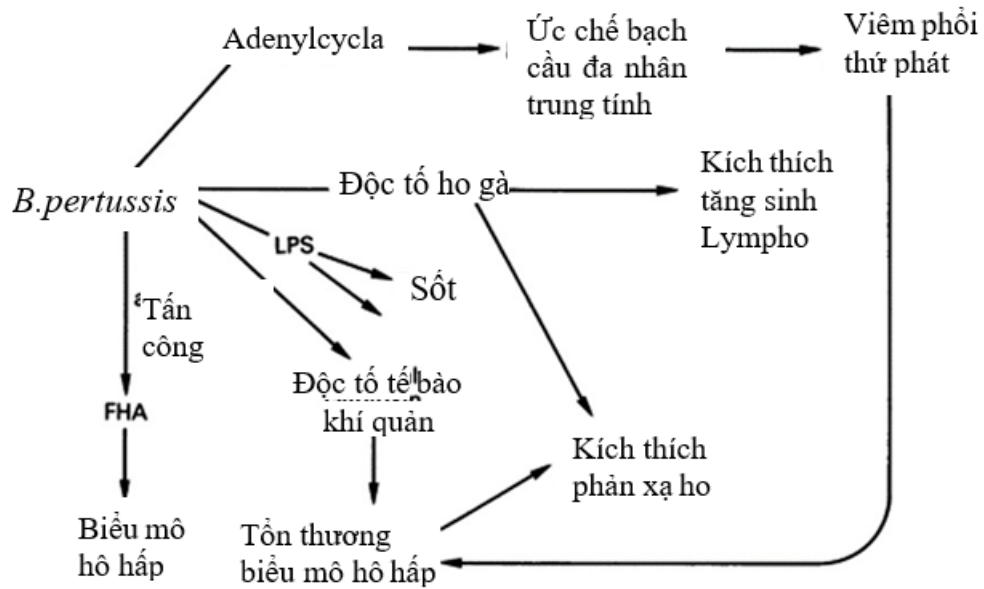 Adenylcycla
Ức chế bạch
cầu đa nhân
trung tính
Viêm phổi
thứ phát
B.pertussis
Độc tố ho gà
Kích thích
tăng sinh
Lympho
LPS
Sốt
Tấn
công
Độc tố tế bào
khí quản
FHA
Kích thích
phản xạ ho
Biểu mô
hô hấp
Tổn thương
biểu mô hô hấp